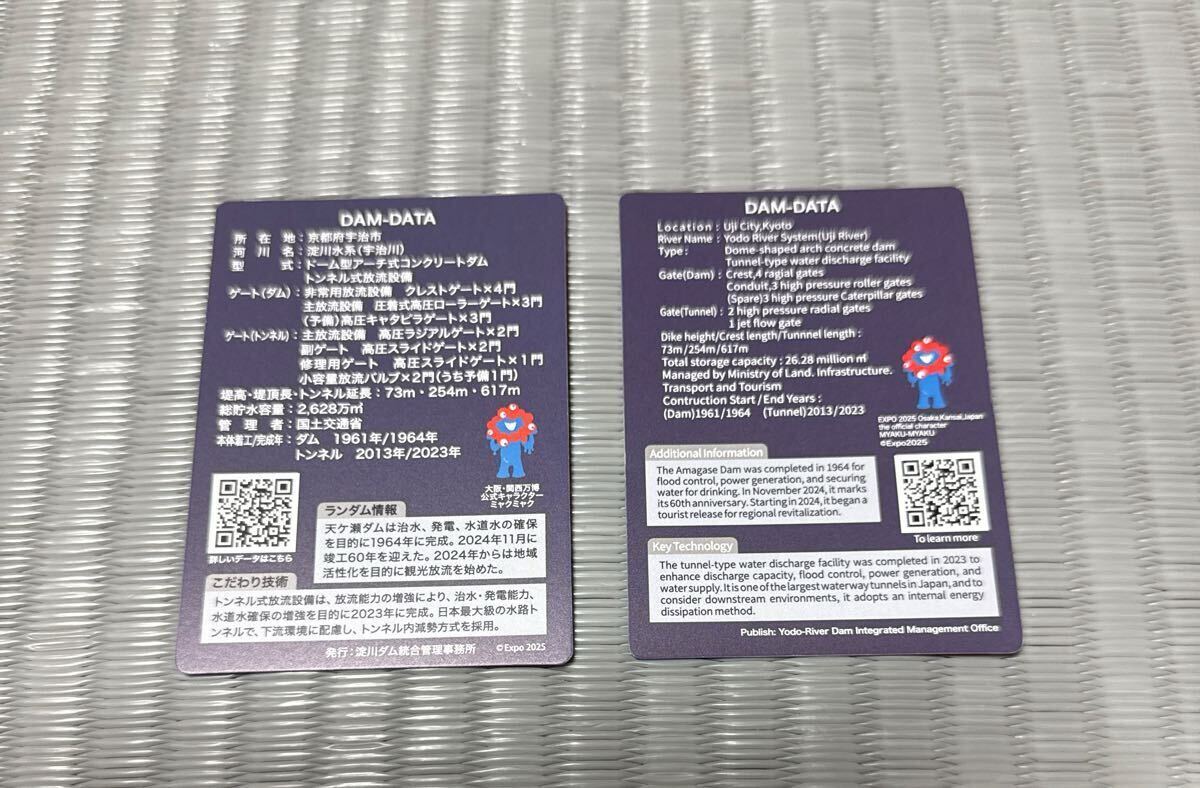 DAM-DATA
所在地：京都府宇治市
河川名：淀川水系(宇治川)
型式：ドーム型アーチ式コンクリートダム
トンネル式放流設備
ゲート(ダム)：非常用放流設備　クレストゲート×4門
主放流設備　圧着式高圧ローラーゲート×3門
(予備)高圧キャタピラゲート×3門
ゲート(トンネル)：主放流設備　高圧ラジアルゲート×2門
副ゲート　高圧スライドゲート×2門
修理用ゲート　高圧スライドゲート×1門
小容量放流バルブ×2門(うち予備1門)
堤高・堤頂長・トンネル延長：73m・254m・617m
総貯水容量：2,628万㎥
管理者：国土交通省
本体着工/完成年：ダム　1961年/1964年
トンネル　2013年/2023年
大阪・関西万博
公式キャラクター
ミャクミャク
詳しいデータはこちら
ランダム情報
天ケ瀬ダムは治水、発電、水道水の確保
を目的に1964年に完成。2024年11月に
竣工60年を迎えた。2024年からは地域
活性化を目的に観光放流を始めた。
こだわり技術
トンネル式放流設備は、放流能力の増強により、治水・発電能力、
水道水確保の増強を目的に2023年に完成。日本最大級の水路ト
ンネルで、下流環境に配慮し、トンネル内減勢方式を採用。
発行：淀川ダム統合管理事務所
©Expo 2025
DAM-DATA
Location : Uji City,Kyoto
River Name : Yodo River System(Uji River)
Type : Dome-shaped arch concrete dam
Tunnel-type water discharge facility
Gate(Dam) : Crest,4 ragial gates
Conduit,3 high pressure roller gates
(Spare)3 high pressure Caterpillar gates
Gate(Tunnel) : 2 high pressure radial gates
1 jet flow gate
Dike height/Crest length/Tunnnel length :
73m/254m/617m
Total storage capacity : 26.28 million ㎥
Managed by Ministry of Land. Infrastructure.
Transport and Tourism
Contruction Start / End Years :
(Dam)1961/1964　(Tunnel)2013/2023
EXPO 2025 Osaka,Kansai,Japan
the official character
MYAKU-MYAKU
©Expo2025
Additional Information
The Amagase Dam was completed in 1964 for
flood control, power generation, and securing
water for drinking. In November 2024, it marks
its 60th anniversary. Starting in 2024, it began a
tourist release for regional revitalization.
To learn more
Key Technology
The tunnel-type water discharge facility was completed in 2023 to
enhance discharge capacity, flood control, power generation, and
water supply. It is one of the largest waterway tunnels in Japan, and to
consider downstream environments, it adopts an internal energy
dissipation method.
Publish: Yodo-River Dam Integrated Management Office